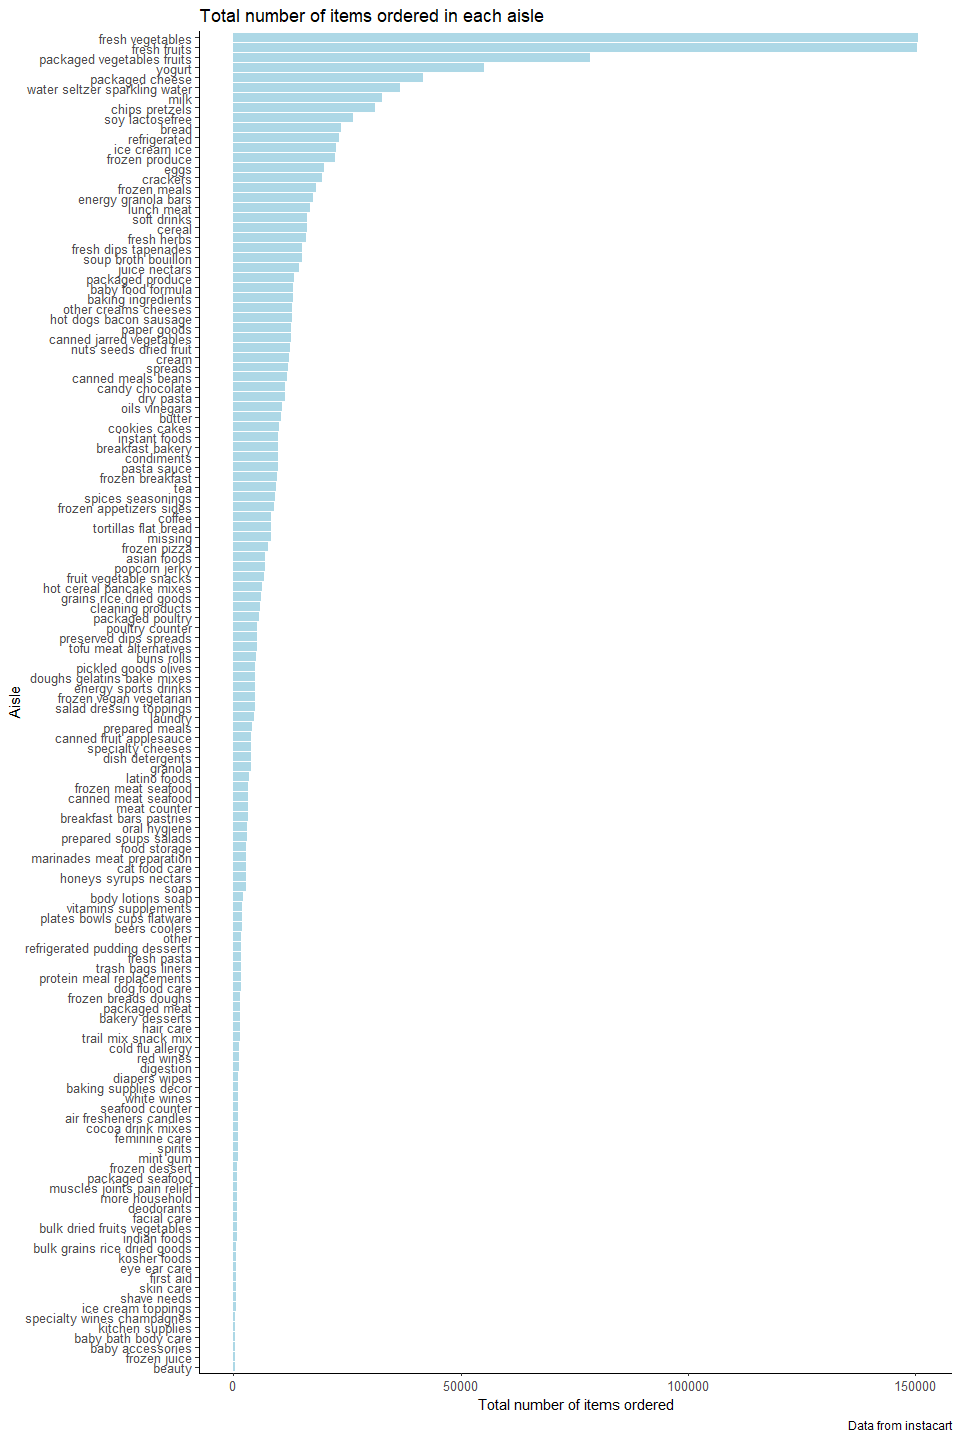 Total number of items ordered in each aisle
fresh vegetables
fresh fruits
packaged vegetables fruits
yogurt
packaged cheese
water seltzer sparkling water
milk
chips pretzels
soy lactosefree
bread
refrigerated
ice cream ice
frozen produce
eggs
crackers
frozen meals
energy granola bars
lunch meat
soft drinks
cereal
fresh herbs
fresh dips tapenades
soup broth bouillon
juice nectars
packaged produce
baby food formula
baking ingredients
other creams cheeses
hot dogs bacon sausage
paper goods
canned jarred vegetables
nuts seeds dried fruit
cream
spreads
canned meals beans
candy chocolate
dry pasta
oils vinegars
butter
cookies cakes
instant foods
breakfast bakery
condiments
pasta sauce
frozen breakfast
tea
spices seasonings
frozen appetizers sides
coffee
tortillas flat bread
missing
frozen pizza
asian foods
popcorn jerky
fruit vegetable snacks
hot cereal pancake mixes
grains rice dried goods
cleaning products
packaged poultry
poultry counter
preserved dips spreads
tofu meat alternatives
buns rolls
pickled goods olives
doughs gelatins bake mixes
energy sports drinks
frozen vegan vegetarian
salad dressing toppings
laundry
prepared meals
canned fruit applesauce
specialty cheeses
dish detergents
granola
latino foods
frozen meat seafood
canned meat seafood
meat counter
breakfast bars pastries
oral hygiene
prepared soups salads
food storage
marinades meat preparation
cat food care
honeys syrups nectars
soap
body lotions soap
vitamins supplements
plates bowls cups flatware
beers coolers
other
refrigerated pudding desserts
fresh pasta
trash bags liners
protein meal replacements
dog food care
frozen breads doughs
packaged meat
bakery desserts
hair care
trail mix snack mix
cold flu allergy
red wines
digestion
diapers wipes
baking supplies decor
white wines
seafood counter
air fresheners candles
cocoa drink mixes
feminine care
spirits
mint gum
frozen dessert
packaged seafood
muscles joints pain relief
more household
deodorants
facial care
bulk dried fruits vegetables
indian foods
bulk grains rice dried goods
kosher foods
eye ear care
first aid
skin care
shave needs
ice cream toppings
specialty wines champagnes
kitchen supplies
baby bath body care
baby accessories
frozen juice
beauty
Aisle
0 50000 100000 150000
Total number of items ordered
Data from instacart